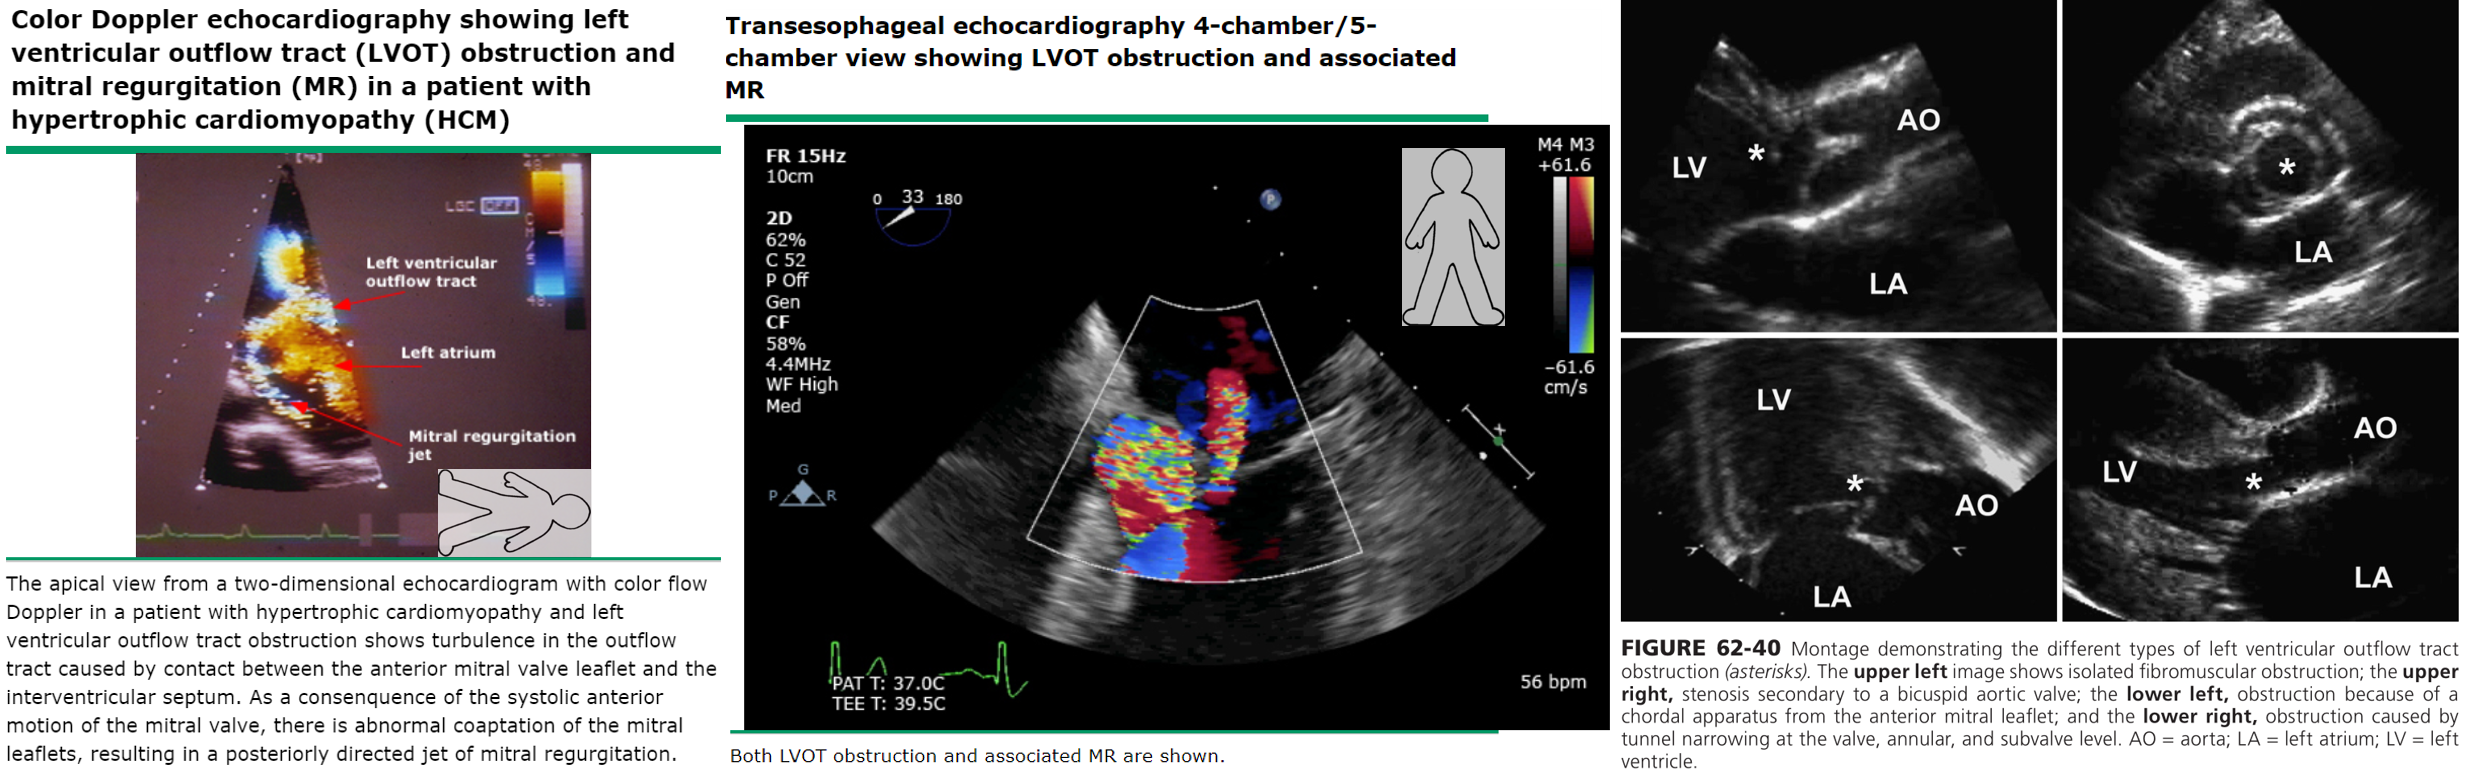 Color Doppler echocardiography showing left
ventricular outflow tract (LVOT) obstruction and
mitral regurgitation (MR) in a patient with
hypertrophic cardiomyopathy (HCM)
LGC OFF
Left ventricular
outflow tract
Left atrium
Mitral regurgitation
jet
The apical view from a two-dimensional echocardiogram with color flow
Doppler in a patient with hypertrophic cardiomyopathy and left
ventricular outflow tract obstruction shows turbulence in the outflow
tract caused by contact between the anterior mitral valve leaflet and the
interventricular septum. As a consenquence of the systolic anterior
motion of the mitral valve, there is abnormal coaptation of the mitral
leaflets, resulting in a posteriorly directed jet of mitral regurgitation.
Transesophageal echocardiography 4-chamber/5-
chamber view showing LVOT obstruction and associated
MR
FR 15Hz
10cm
2D
62%
C 52
P Off
Gen
CF
58%
4.4MHz
WF High
Med
0 33 180
P
M4 M3
+61.6
-61.6
cm/s
G
P R
X
PAT T: 37.0C
TEE T: 39.5C
56 bpm
Both LVOT obstruction and associated MR are shown.
AO
LV *
LA
*
LA
LV
*
AO
LA
AO
LV
*
LA
FIGURE 62-40 Montage demonstrating the different types of left ventricular outflow tract
obstruction (asterisks). The upper left image shows isolated fibromuscular obstruction; the upper
right, stenosis secondary to a bicuspid aortic valve; the lower left, obstruction because of a
chordal apparatus from the anterior mitral leaflet; and the lower right, obstruction caused by
tunnel narrowing at the valve, annular, and subvalve level. AO = aorta; LA = left atrium; LV = left
ventricle.